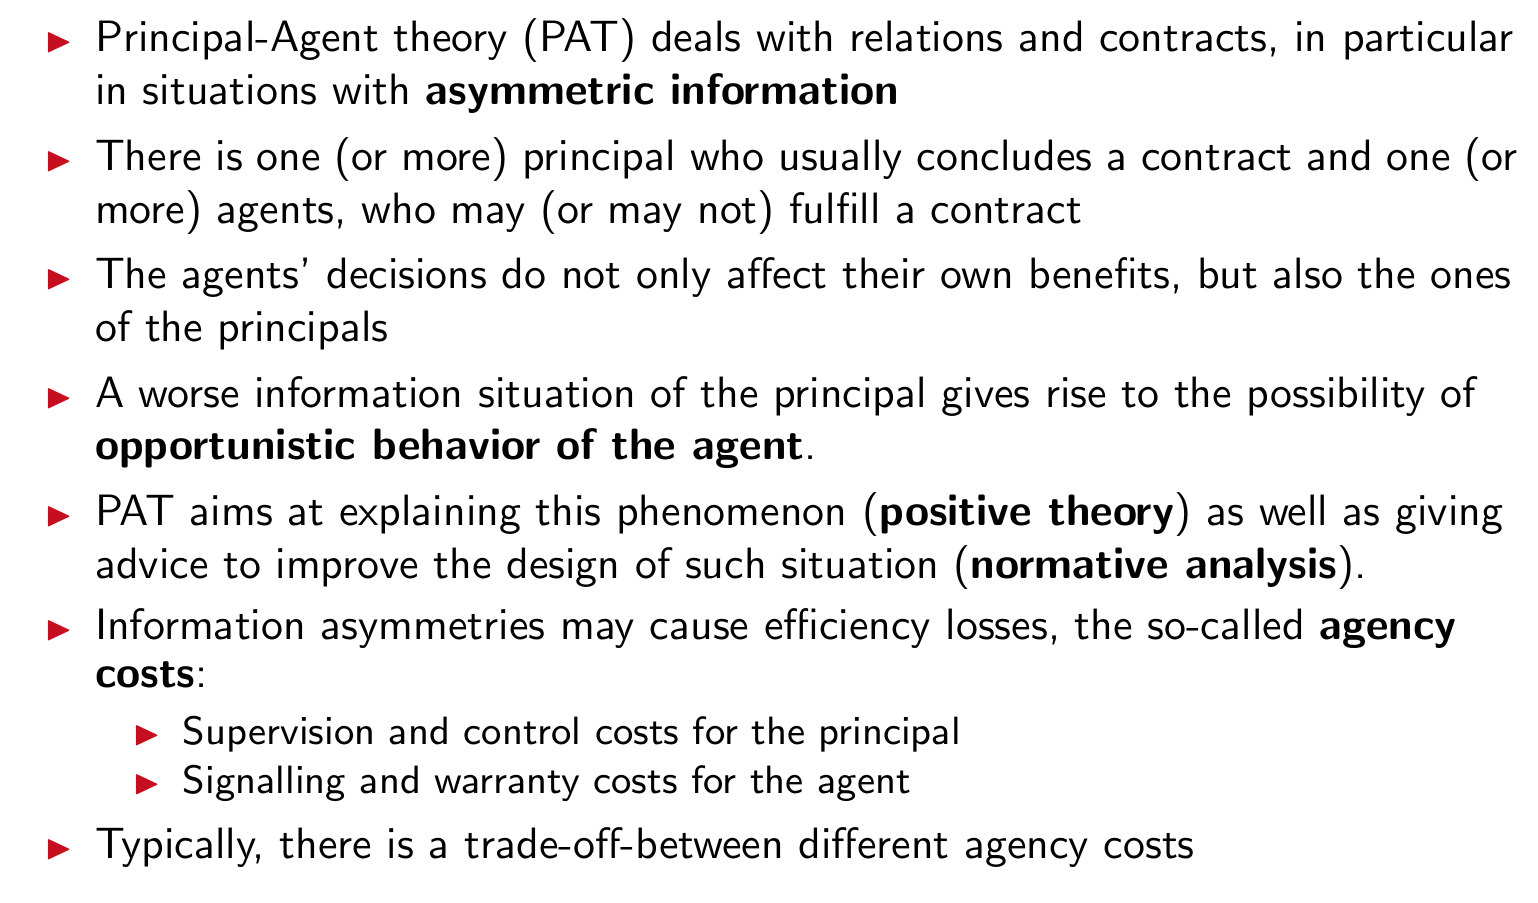 Principal-Agent theory (PAT) deals with relations and contracts, in particular
in situations with asymmetric information
There is one (or more) principal who usually concludes a contract and one (or
more) agents, who may (or may not) fulfill a contract
The agents' decisions do not only affect their own benefits, but also the ones
of the principals
A worse information situation of the principal gives rise to the possibility of
opportunistic behavior of the agent.
PAT aims at explaining this phenomenon (positive theory) as well as giving
advice to improve the design of such situation (normative analysis).
Information asymmetries may cause efficiency losses, the so-called agency
costs:
Supervision and control costs for the principal
Signalling and warranty costs for the agent
Typically, there is a trade-off-between different agency costs